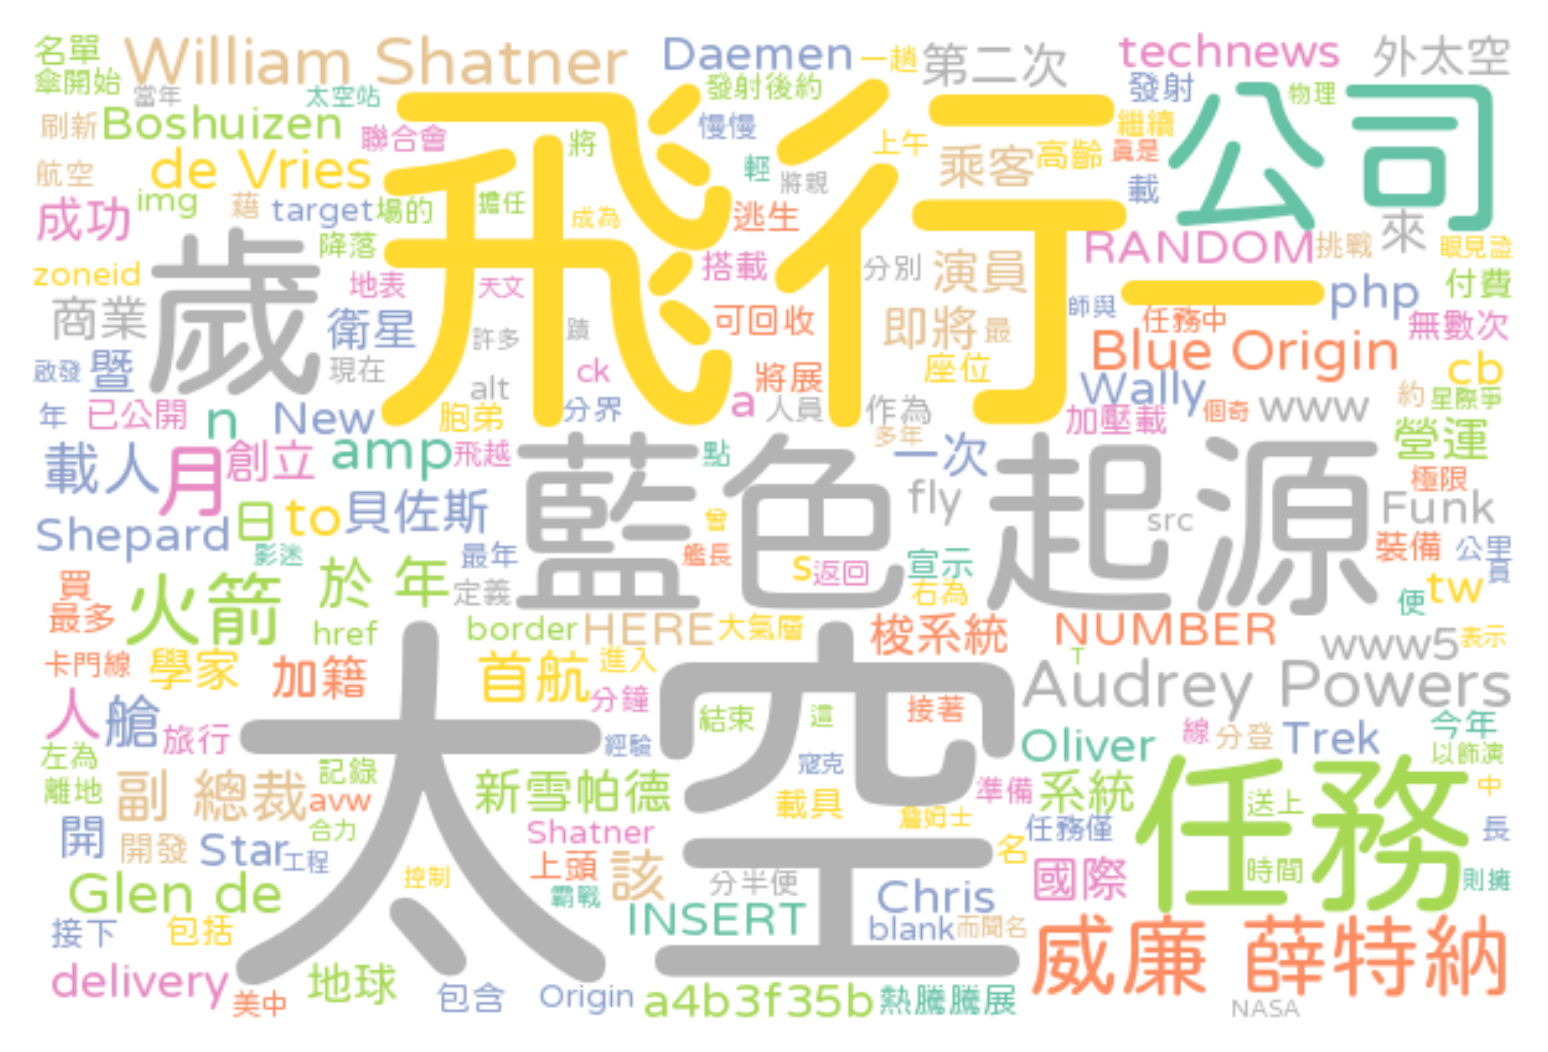 名單 William Shatner Daemen 一趟 第二次 technews 外太空
傘開始 當年 太空站 發射後約 發射 物理
刷新 Boshuizen 聯合會 將 慢慢 上午 繼續 公司
航空 de Vries 飛行 輕 將親 乘客 高齡 真是 載
成功 img 藉 target 場的 擔任 成為 逃生 RANDOM 挑戰 來 眼見證
zoneid 歲 降落 地表 天文 搭載 分別 演員 一 php 付費
商業 衛星 許多 蹟 可回收 即將 最 師與 任務中 無數次
啟發 暨 現在 alt ck 將展 座位 Blue Origin cb
年 已公開 n New 胞弟 分界 a 人員 作為 Wally 加壓載 個奇 www 約 星際爭
載人 月 創立 amp 飛越 點 多年 一次 營運 極限
Shepard 日 to 貝佐斯 藍色起源 曾 fly src Funk
影迷 最年 艦長 s 返回 宣示 裝備 公里 員
買 火箭 於 年 定義 右為 便 tw
最多 href border HERE 大氣層 梭系統 NUMBER www5 表示
卡門線 學家 加籍 首航 進入 T Audrey Powers
人 艙 旅行 太空 分鐘 結束 這 接著 Oliver 線 分登 Trek 今年
左為 經驗 寇克 以飾演
離地 副 總裁 記錄 新雪帕德 載具 準備 系統 任務 送上 中
開 開發 Star 工程 avw 合力 Shatner 詹姆士 任務僅 長
Glen de 控制 上頭 該 分半便 名 國際 時間 則擁
接下 包括 霸戰 INSERT Chris blank 而聞名 威廉 薛特納
delivery 美中 地球 包含 Origin a4b3f35b 熱騰騰展 NASA